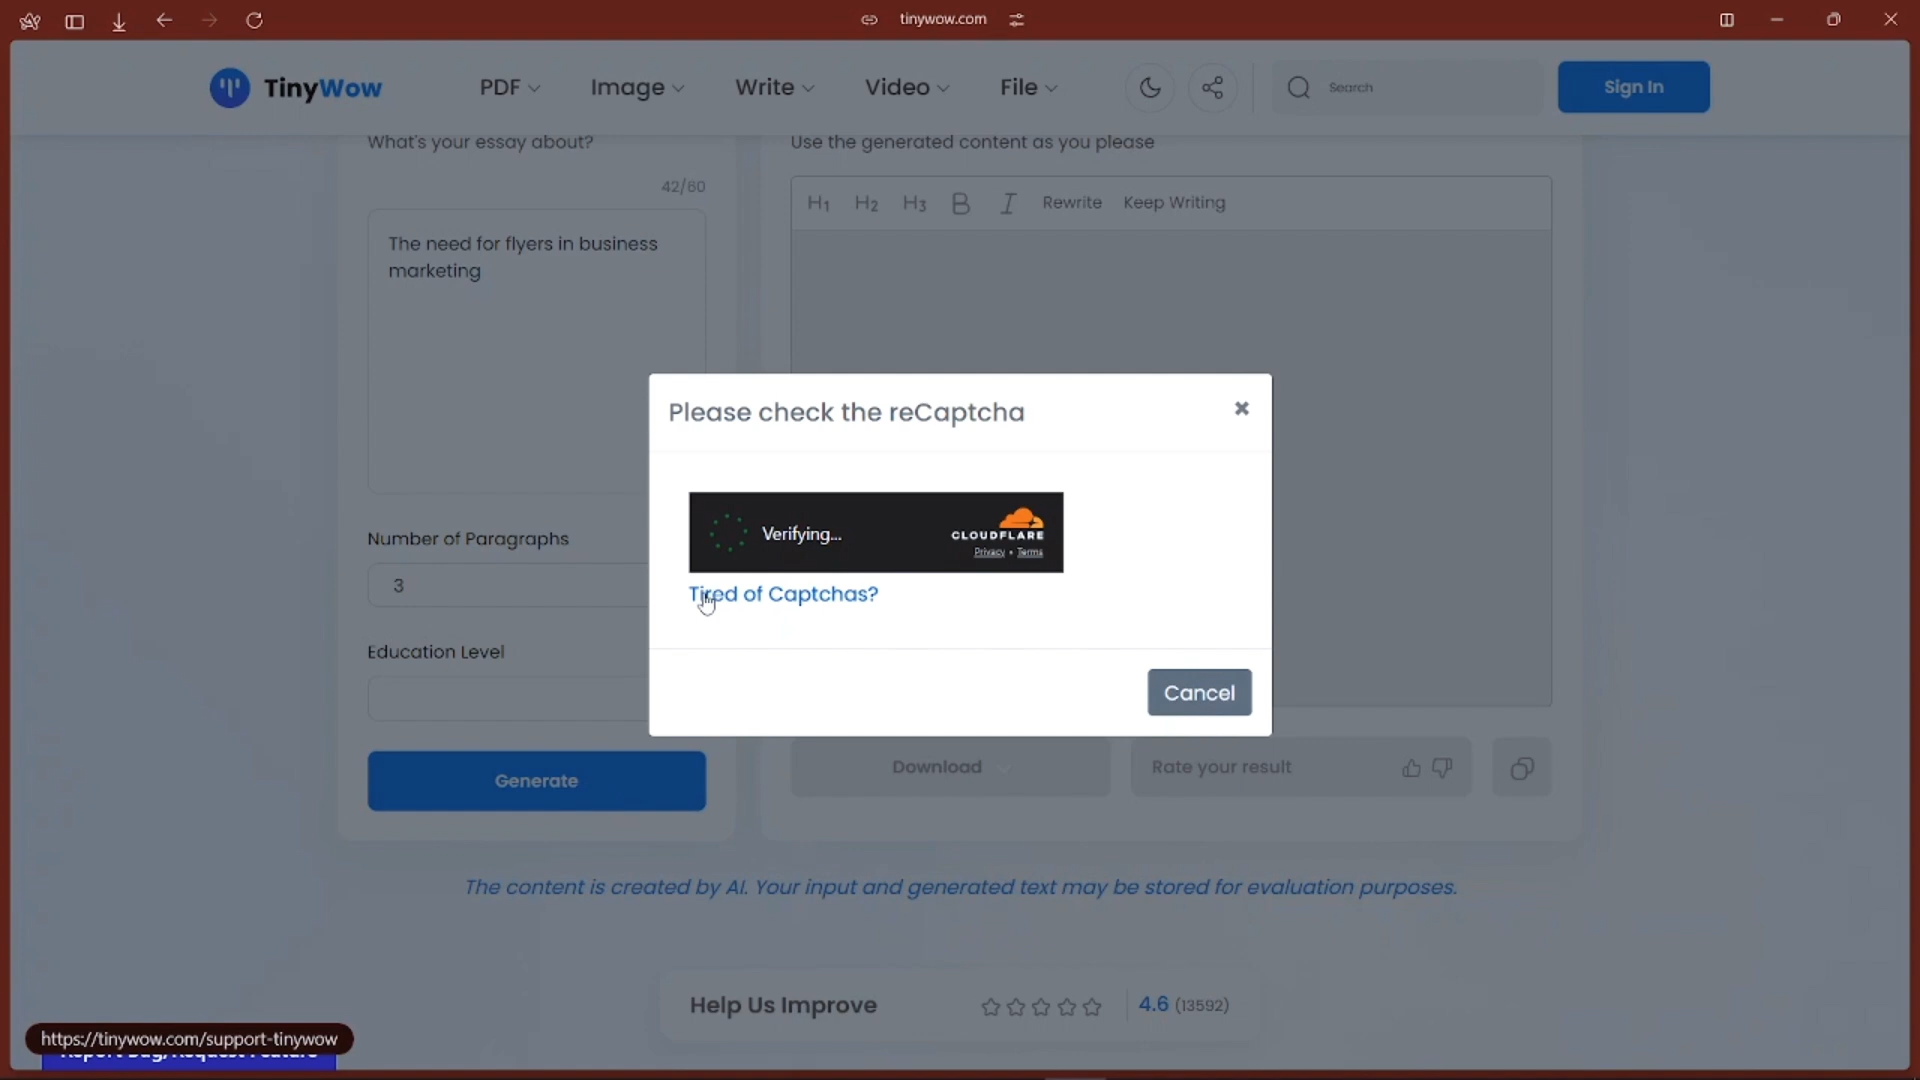 tinywow.com
TinyWow
PDF
Image
Write
Video
File
Search
Sign In
What's your essay about?
Use the generated content as you please
42/60
H1 H2 H3 B I Rewrite Keep Writing
The need for flyers in business
marketing
Please check the reCaptcha
Verifying...
CLOUDFLARE
Privacy • Terms
Tired of Captchas?
Number of Paragraphs
3
Education Level
Cancel
Generate
Download
Rate your result
The content is created by AI. Your input and generated text may be stored for evaluation purposes.
Help Us Improve
4.6 (13592)
https://tinywow.com/support-tinywow
Report Bug/Request Feature